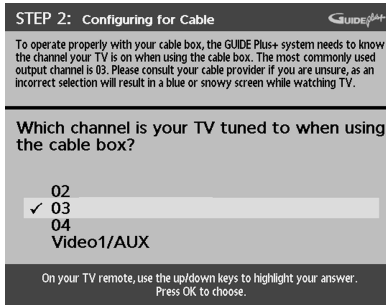 STEP 2: Configuring for Cable
GUIDE Plus+
To operate properly with your cable box, the GUIDE Plus+ system needs to know
the channel your TV is on when using the cable box. The most commonly used
output channel is 03. Please consult your cable provider if you are unsure, as an
incorrect selection will result in a blue or snowy screen while watching TV.
Which channel is your TV tuned to when using
the cable box?
02
✓ 03
04
Video1/AUX
On your TV remote, use the up/down keys to highlight your answer.
Press OK to choose.